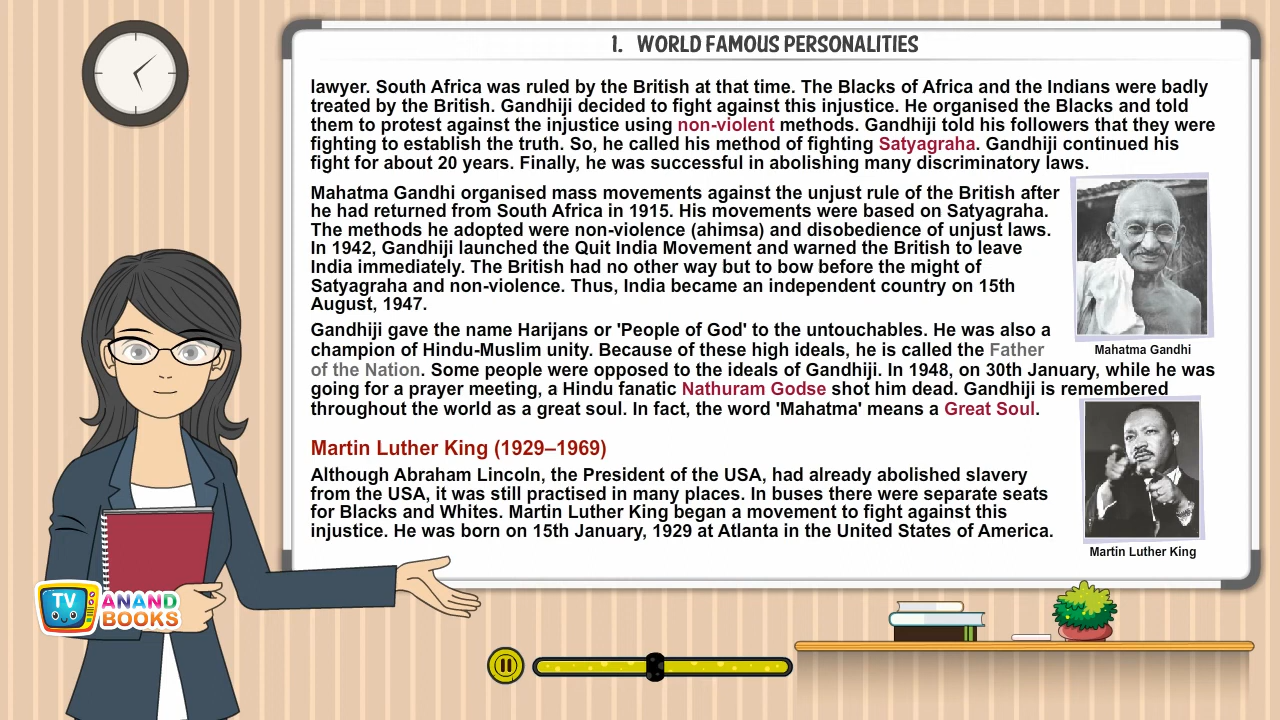 1. WORLD FAMOUS PERSONALITIES
lawyer. South Africa was ruled by the British at that time. The Blacks of Africa and the Indians were badly
treated by the British. Gandhiji decided to fight against this injustice. He organised the Blacks and told
them to protest against the injustice using non-violent methods. Gandhiji told his followers that they were
fighting to establish the truth. So, he called his method of fighting Satyagraha. Gandhiji continued his
fight for about 20 years. Finally, he was successful in abolishing many discriminatory laws.
Mahatma Gandhi organised mass movements against the unjust rule of the British after
he had returned from South Africa in 1915. His movements were based on Satyagraha.
The methods he adopted were non-violence (ahimsa) and disobedience of unjust laws.
In 1942, Gandhiji launched the Quit India Movement and warned the British to leave
India immediately. The British had no other way but to bow before the might of
Satyagraha and non-violence. Thus, India became an independent country on 15th
August, 1947.
Mahatma Gandhi
Gandhiji gave the name Harijans or 'People of God' to the untouchables. He was also a
champion of Hindu-Muslim unity. Because of these high ideals, he is called the Father
of the Nation. Some people were opposed to the ideals of Gandhiji. In 1948, on 30th January, while he was
going for a prayer meeting, a Hindu fanatic Nathuram Godse shot him dead. Gandhiji is remembered
throughout the world as a great soul. In fact, the word 'Mahatma' means a Great Soul.
Martin Luther King (1929–1969)
Although Abraham Lincoln, the President of the USA, had already abolished slavery
from the USA, it was still practised in many places. In buses there were separate seats
for Blacks and Whites. Martin Luther King began a movement to fight against this
injustice. He was born on 15th January, 1929 at Atlanta in the United States of America.
Martin Luther King
TV
ANAND
BOOKS